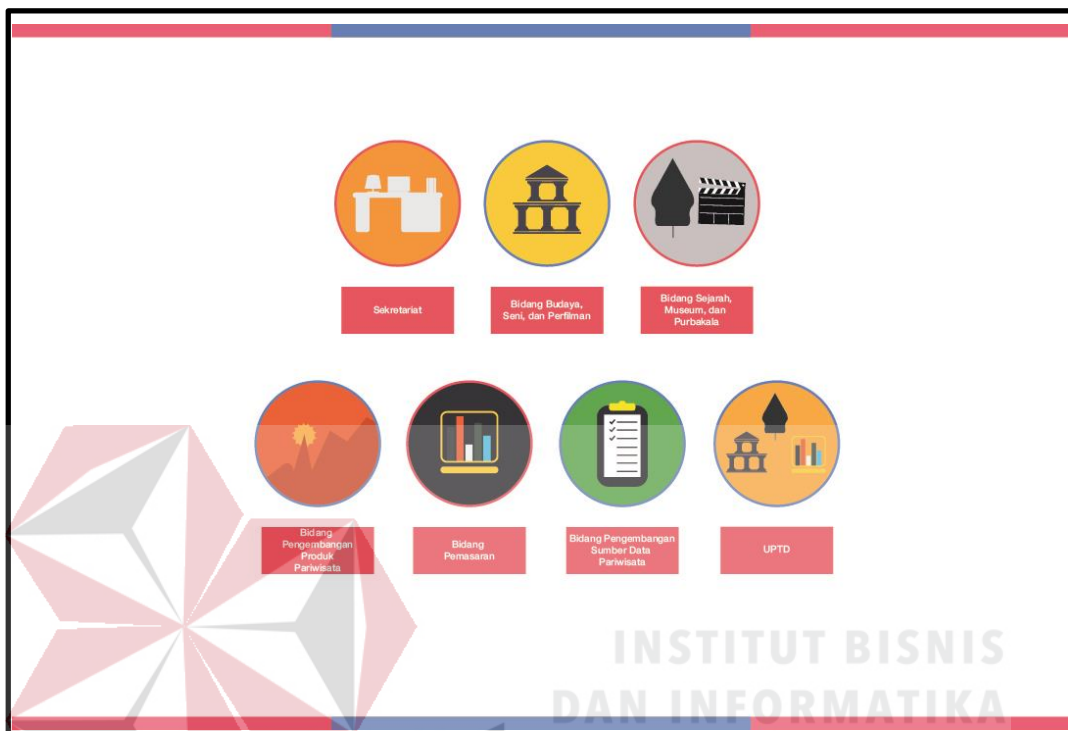 Sekretariat
Bidang Budaya,
Seni, dan Perfilman
Bidang Sejarah,
Museum, dan
Purbakala
Bidang
Pengembangan
Produk
Pariwisata
Bidang
Pemasaran
Bidang Pengembangan
Sumber Data
Pariwisata
UPTD
INSTITUT BISNIS
DAN INFORMATIKA